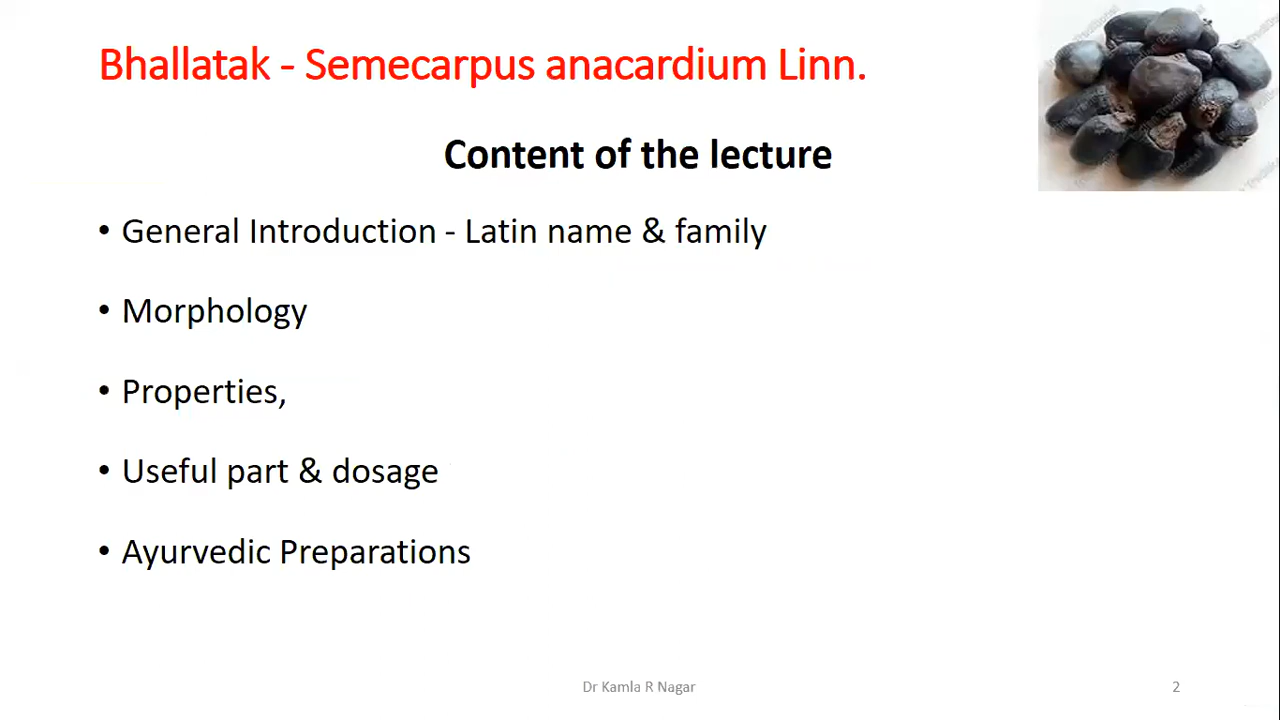 Bhallatak - Semecarpus anacardium Linn.
Content of the lecture
• General Introduction - Latin name & family
• Morphology
• Properties,
• Useful part & dosage
• Ayurvedic Preparations
Dr Kamla R Nagar
2